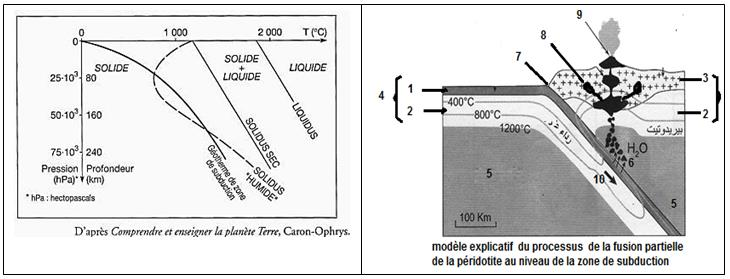 0
1 000
2 000
T (°C)
SOLIDE
SOLIDE
+
LIQUIDE
LIQUIDE
25·10³
80
50·10³
160
75·10³
240
Pression
(hPa)*
Profondeur
(km)
LIQUIDUS
SOLIDUS SEC
SOLIDUS
"HUMIDE"
Géotherme de zone
de subduction
* hPa : hectopascals
D'après Comprendre et enseigner la planète Terre, Caron-Ophrys.
9
8
7
4
1
2
3
2
400°C
800°C
1200°C
رداء
بيريدوتيت
H₂O
6
5
10
5
100 Km
modèle explicatif du processus de la fusion partielle
de la péridotite au niveau de la zone de subduction